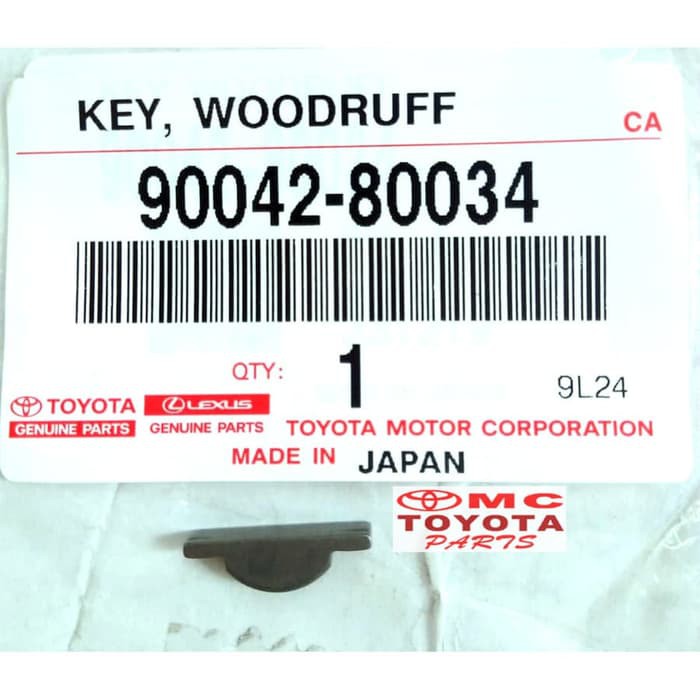 KEY, WOODRUFF
CA
90042-80034
QTY: 1
9L24
TOYOTA LEXUS
GENUINE PARTS GENUINE PARTS TOYOTA MOTOR CORPORATION
MADE IN JAPAN
MC
TOYOTA
PARTS